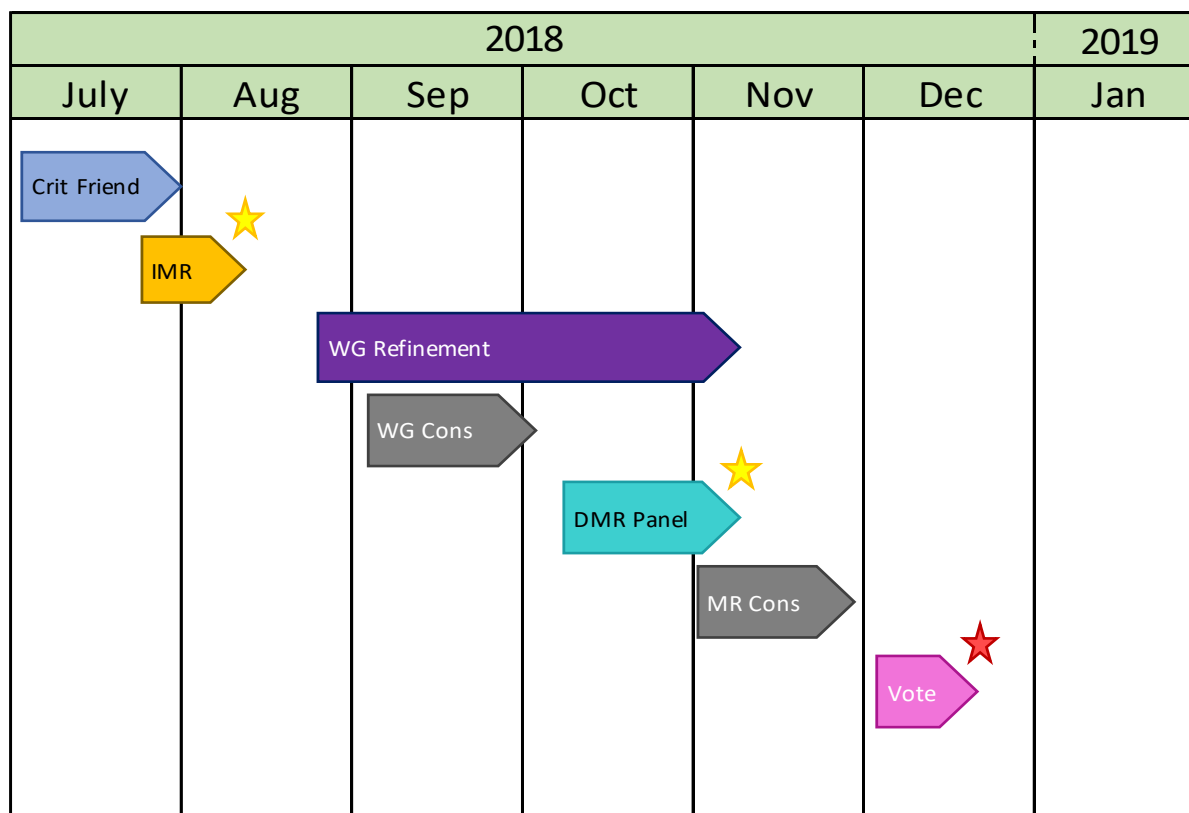 2018 2019
July Aug Sep Oct Nov Dec Jan
Crit Friend
IMR
WG Refinement
WG Cons
DMR Panel
MR Cons
Vote